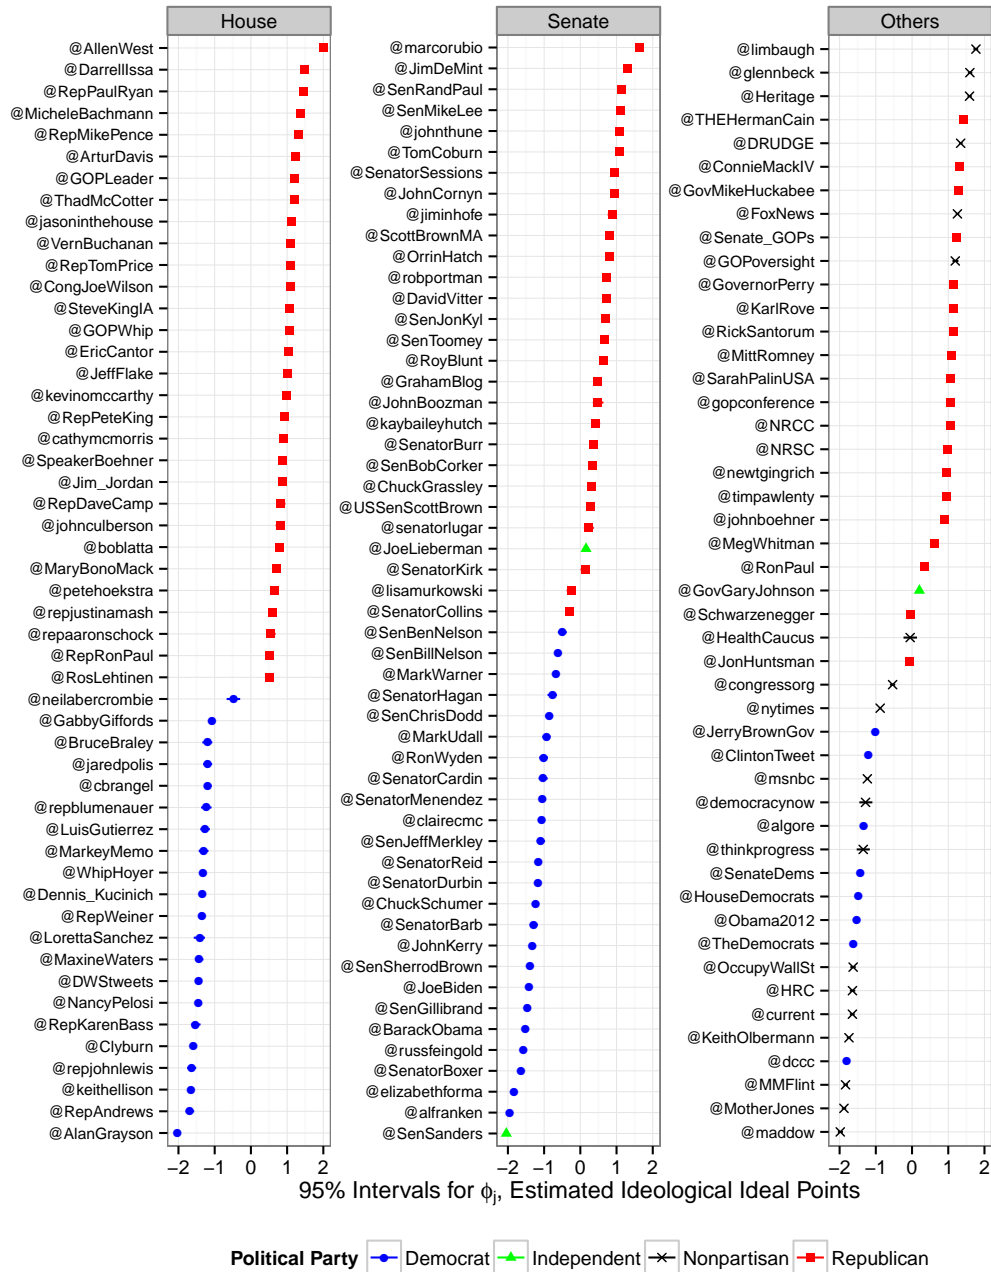 House
@AllenWest
@DarrellIssa
@RepPaulRyan
@MicheleBachmann
@RepMikePence
@ArturDavis
@GOPLeader
@ThadMcCotter
@jasoninthehouse
@VernBuchanan
@RepTomPrice
@CongJoeWilson
@SteveKingIA
@GOPWhip
@EricCantor
@JeffFlake
@kevinomccarthy
@RepPeteKing
@cathymcmorris
@SpeakerBoehner
@Jim_Jordan
@RepDaveCamp
@johnculberson
@boblatta
@MaryBonoMack
@petehoekstra
@repjustinamash
@repaaronschock
@RepRonPaul
@RosLehtinen
@neilabercrombie
@GabbyGiffords
@BruceBraley
@jaredpolis
@cbrangel
@repblumenauer
@LuisGutierrez
@MarkeyMemo
@WhipHoyer
@Dennis_Kucinich
@RepWeiner
@LorettaSanchez
@MaxineWaters
@DWStweets
@NancyPelosi
@RepKarenBass
@Clyburn
@repjohnlewis
@keithellison
@RepAndrews
@AlanGrayson
−2 −1 0 1 2
Senate
@marcorubio
@JimDeMint
@SenRandPaul
@SenMikeLee
@johnthune
@TomCoburn
@SenatorSessions
@JohnCornyn
@jiminhofe
@ScottBrownMA
@OrrinHatch
@robportman
@DavidVitter
@SenJonKyl
@SenToomey
@RoyBlunt
@GrahamBlog
@JohnBoozman
@kaybaileyhutch
@SenatorBurr
@SenBobCorker
@ChuckGrassley
@USSenScottBrown
@senatorlugar
@JoeLieberman
@SenatorKirk
@lisamurkowski
@SenatorCollins
@SenBenNelson
@SenBillNelson
@MarkWarner
@SenatorHagan
@SenChrisDodd
@MarkUdall
@RonWyden
@SenatorCardin
@SenatorMenendez
@clairecmc
@SenJeffMerkley
@SenatorReid
@SenatorDurbin
@ChuckSchumer
@SenatorBarb
@JohnKerry
@SenSherrodBrown
@JoeBiden
@SenGillibrand
@BarackObama
@russfeingold
@SenatorBoxer
@elizabethforma
@alfranken
@SenSanders
−2 −1 0 1 2
Others
@limbaugh
@glennbeck
@Heritage
@THEHermanCain
@DRUDGE
@ConnieMackIV
@GovMikeHuckabee
@FoxNews
@Senate_GOPs
@GOPoversight
@GovernorPerry
@KarlRove
@RickSantorum
@MittRomney
@SarahPalinUSA
@gopconference
@NRCC
@NRSC
@newtgingrich
@timpawlenty
@johnboehner
@MegWhitman
@RonPaul
@GovGaryJohnson
@Schwarzenegger
@HealthCaucus
@JonHuntsman
@congressorg
@nytimes
@JerryBrownGov
@ClintonTweet
@msnbc
@democracynow
@algore
@thinkprogress
@SenateDems
@HouseDemocrats
@Obama2012
@TheDemocrats
@OccupyWallSt
@HRC
@current
@KeithOlbermann
@dccc
@MMFlint
@MotherJones
@maddow
−2 −1 0 1 2
95% Intervals for ϕj, Estimated Ideological Ideal Points
Political Party Democrat Independent Nonpartisan Republican